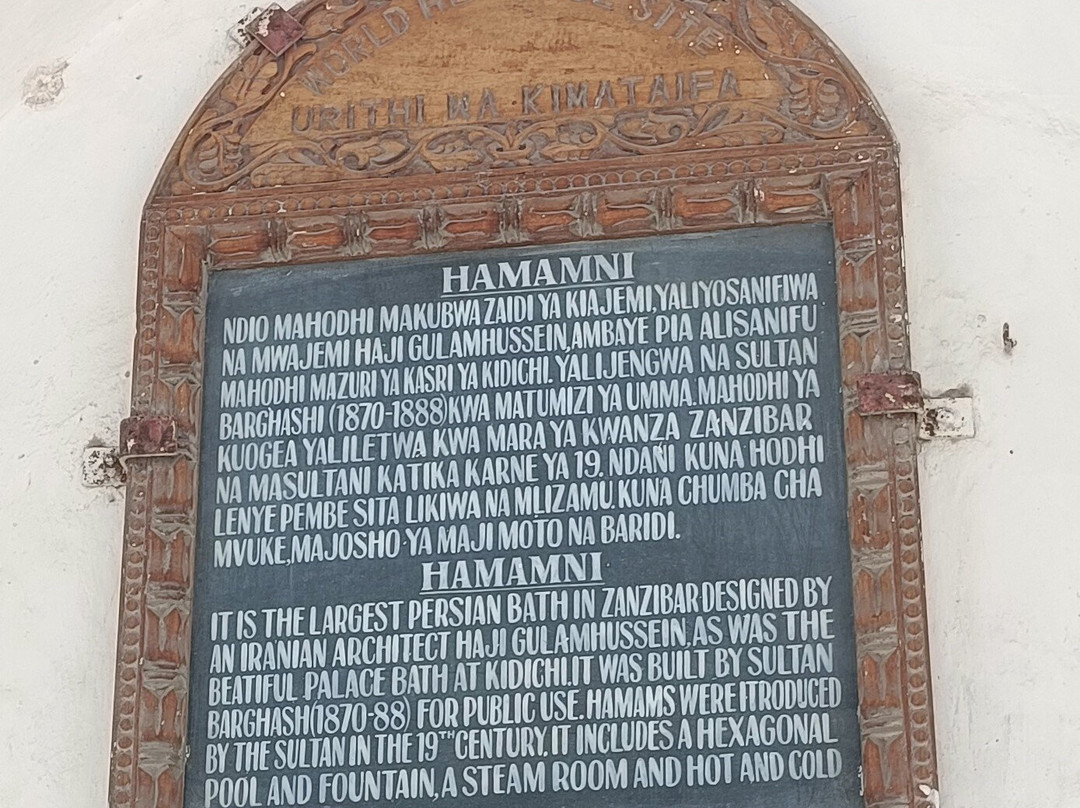 WORLD HERITAGE SITE
URITHI WA KIMATAIFA
HAMAMNI
NDIO MAHODHI MAKUBWA ZAIDI YA KIAJEMI, YALIYOSANIFIWA
NA MWAJEMI HAJI GULAMHUSSEIN, AMBAYE PIA ALISANIFU
MAHODHI MAZURI YA KASRI YA KIDICHI. YALIJENGWA NA SULTAN
BARGHASHI (1870-1888) KWA MATUMIZI YA UMMA. MAHODHI YA
KUOGEA YALILETWA KWA MARA YA KWANZA ZANZIBAR
NA MASULTANI KATIKA KARNE YA 19. NDANI KUNA HODHI
LENYE PEMBE SITA LIKIWA NA MLIZAMU. KUNA CHUMBA CHA
MVUKE, MAJOSHO YA MAJI MOTO NA BARIDI.
HAMAMNI
IT IS THE LARGEST PERSIAN BATH IN ZANZIBAR DESIGNED BY
AN IRANIAN ARCHITECT HAJI GULAMHUSSEIN. AS WAS THE
BEATIFUL PALACE BATH AT KIDICHI. IT WAS BUILT BY SULTAN
BARGHASH (1870-88) FOR PUBLIC USE. HAMAMS WERE ITRODUCED
BY THE SULTAN IN THE 19TH CENTURY. IT INCLUDES A HEXAGONAL
POOL AND FOUNTAIN, A STEAM ROOM AND HOT AND COLD